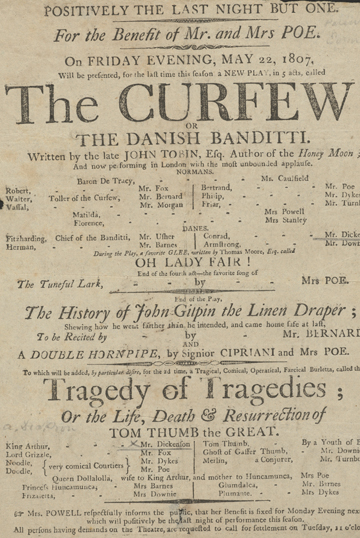 POSITIVELY THE LAST NIGHT BUT ONE.
For the Benefit of Mr. and Mrs POE.
On FRIDAY EVENING, MAY 22, 1807,
Will be presented, for the last time this season a NEW PLAY, in 5 acts, called
The CURFEW
OR
THE DANISH BANDITTI.
Written by the late JOHN TOBIN, Esq. Author of the Honey Moon ;
And now performing in London with the most unbounded applause.
NORMANS.
Baron De Tracy, - - Mr. Caulfield
Robert, - - Mr. Fox Bertrand, - - Mr. Poe
Walter, Toller of the Curfew, Mr. Bernard Philip, - - Mr. Dyke
Vassal, - - Mr. Morgan Friar, - - Mr. Turn
Matilda, - - Mrs Powell
Florence, - - Mrs Stanley
DANES.
Fitzharding, Chief of the Banditti, Mr. Usher Conrad, - - Mr. Dicke
Herman, - - Mr. Barnes Armstrong, - - Mr. Down
During the Play, a favorite GLEE, written by Thomas Moore, Esq. called
OH LADY FAIR !
End of the fourth act—the favorite song of
The Tuneful Lark, - - by - - Mrs POE.
End of the Play,
The History of John Gilpin the Linen Draper ;
Shewing how he went farther than he intended, and came home safe at last,
To be Recited by - by - Mr. BERNARD
AND
A DOUBLE HORNPIPE, by Signior CIPRIANI and Mrs POE.
To which will be added, by particular desire, for the 2d time, a Tragical, Comical, Operatical, Farcical Burletta, called th
Tragedy of Tragedies ;
Or the Life, Death & Resurrection of
TOM THUMB the GREAT.
King Arthur, - - Mr. Dickenson Tom Thumb, - By a Youth of B
Lord Grizzle, - - Mr. Fox Ghost of Gaffer Thumb, - Mr. Downi
Noodle, } very comical Courtiers { Mr. Dykes Merlin, a Conjurer, - Mr. Turnb
Doodle, Mr. Poe
Queen Dollalolla, wife to King Arthur, and mother to Huncamunca, Mrs Poe
Princess Huncamunca, Mrs Barnes Glumdalca, - Mr. Barnes
Frizaletta, - Mrs Downie Plumante, - Mrs. Dykes
Mrs. POWELL respectfully informs the public, that her Benefit is fixed for Monday Evening next
which will positively be the last night of performance this season.
All persons having demands on the Theatre, are requested to call for settlement on Tuesday, 11 o'clo